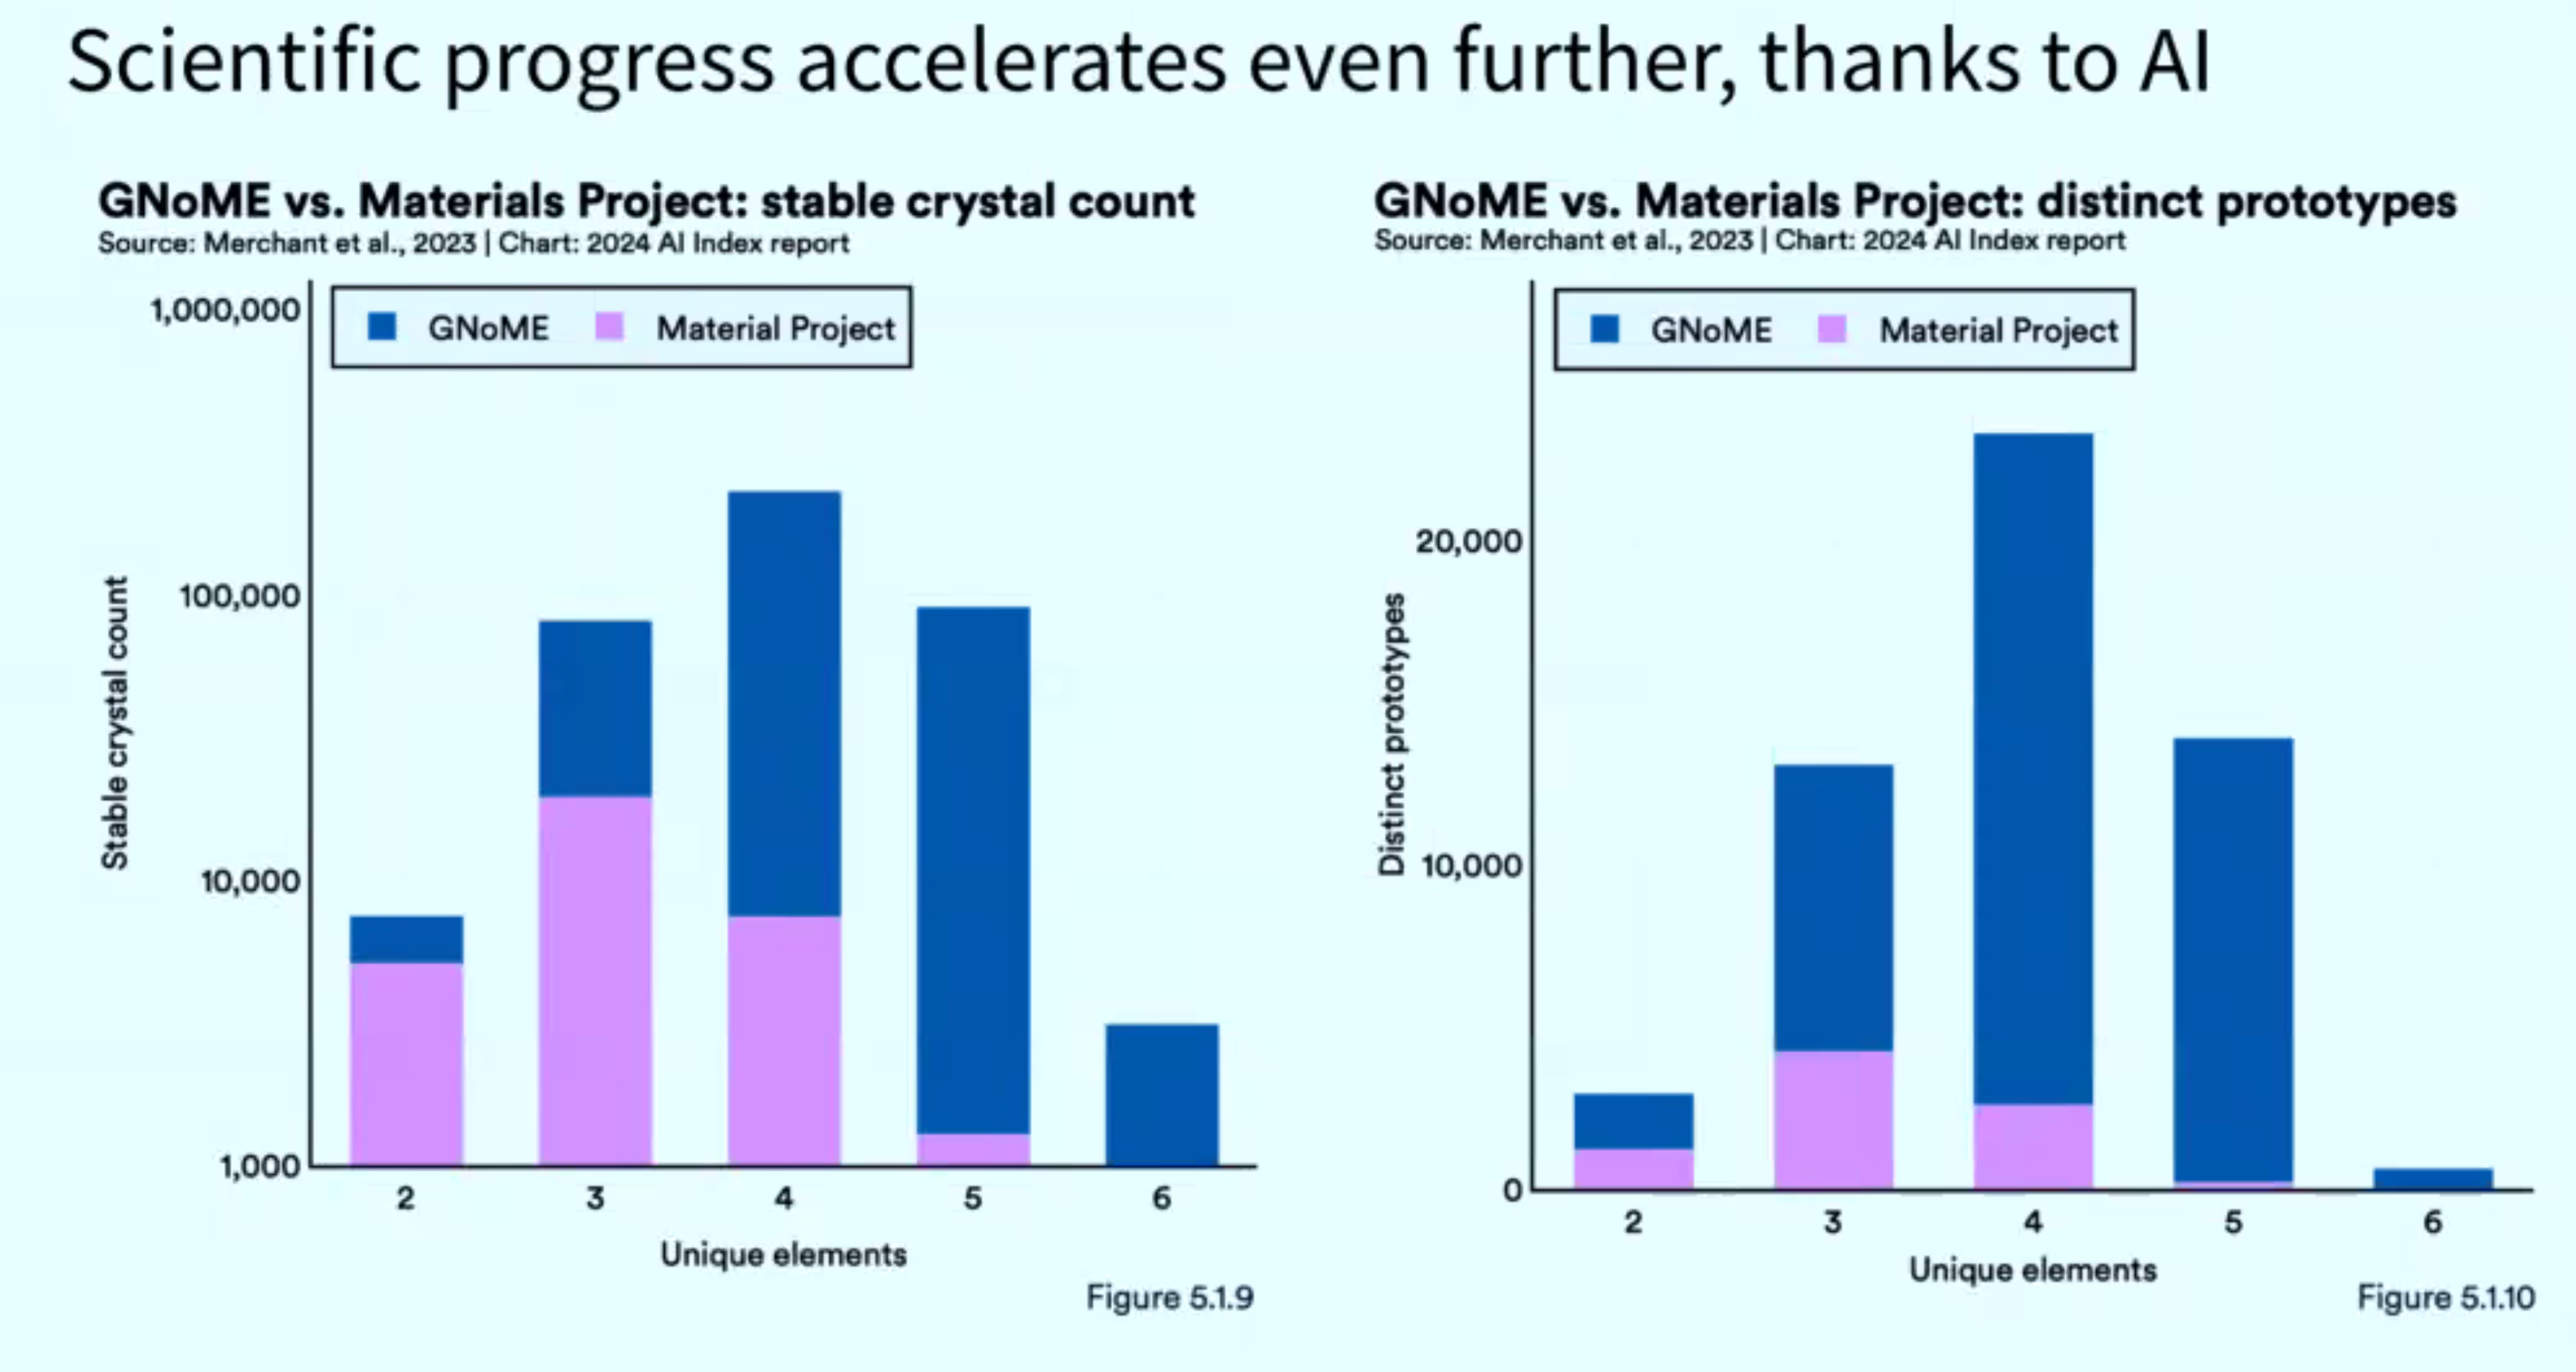 Scientific progress accelerates even further, thanks to AI
GNoME vs. Materials Project: stable crystal count
Source: Merchant et al., 2023 | Chart: 2024 AI Index report
GNoME Material Project
1,000,000
100,000
10,000
1,000
Stable crystal count
2 3 4 5 6
Unique elements
Figure 5.1.9
GNoME vs. Materials Project: distinct prototypes
Source: Merchant et al., 2023 | Chart: 2024 AI Index report
GNoME Material Project
20,000
10,000
0
Distinct prototypes
2 3 4 5 6
Unique elements
Figure 5.1.10